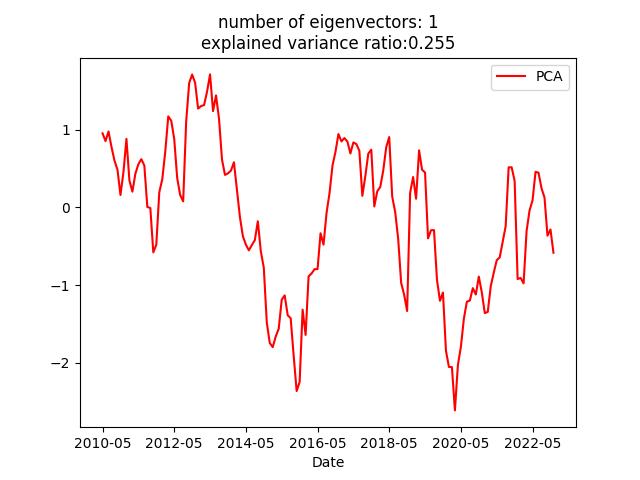 number of eigenvectors: 1
explained variance ratio:0.255
PCA
1
0
−1
−2
2010-05 2012-05 2014-05 2016-05 2018-05 2020-05 2022-05
Date